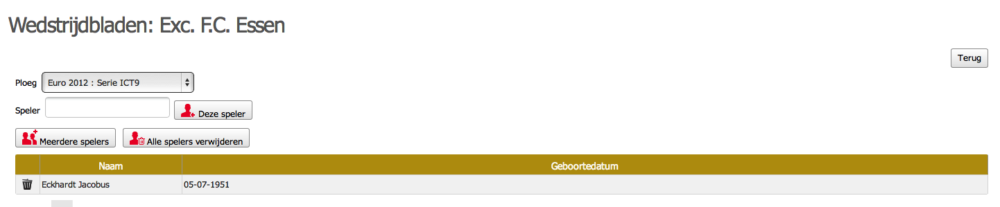 Wedstrijdbladen: Exc. F.C. Essen
Terug
Ploeg Euro 2012 : Serie ICT9
Speler Deze speler
Meerdere spelers Alle spelers verwijderen
Naam Geboortedatum
Eckhardt Jacobus 05-07-1951